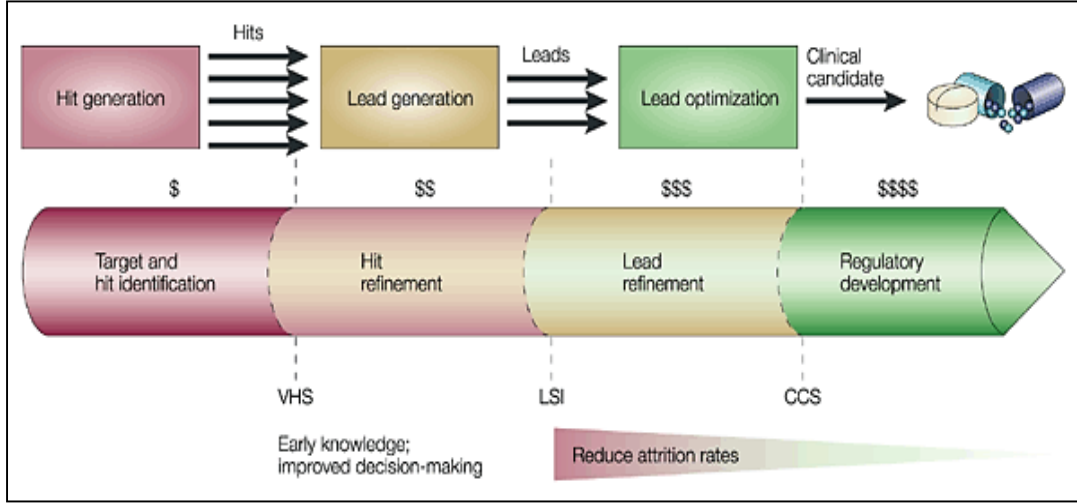 Hits
Leads
Clinical
candidate
Hit generation
Lead generation
Lead optimization
$
$$
$$$
$$$$
Target and
hit identification
Hit
refinement
Lead
refinement
Regulatory
development
VHS
LSI
CCS
Early knowledge;
improved decision-making
Reduce attrition rates